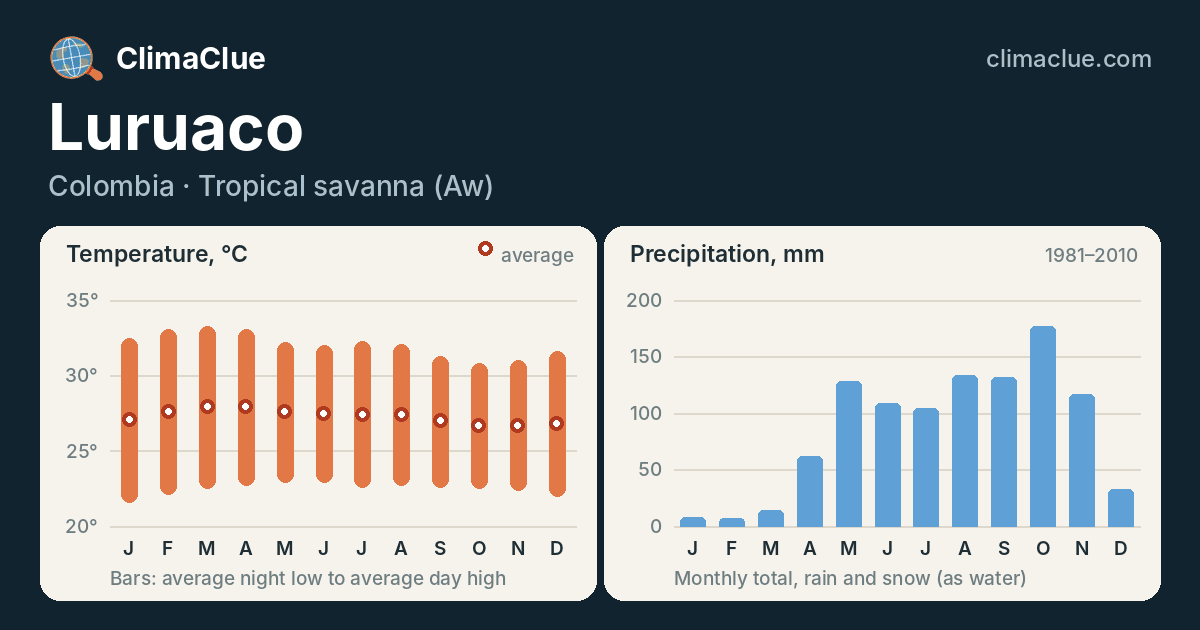 ClimaClue
climaclue.com
Luruaco
Colombia · Tropical savanna (Aw)
Temperature, °C
average
35°
30°
25°
20°
J F M A M J J A S O N D
Bars: average night low to average day high
Precipitation, mm
1981–2010
200
150
100
50
0
J F M A M J J A S O N D
Monthly total, rain and snow (as water)